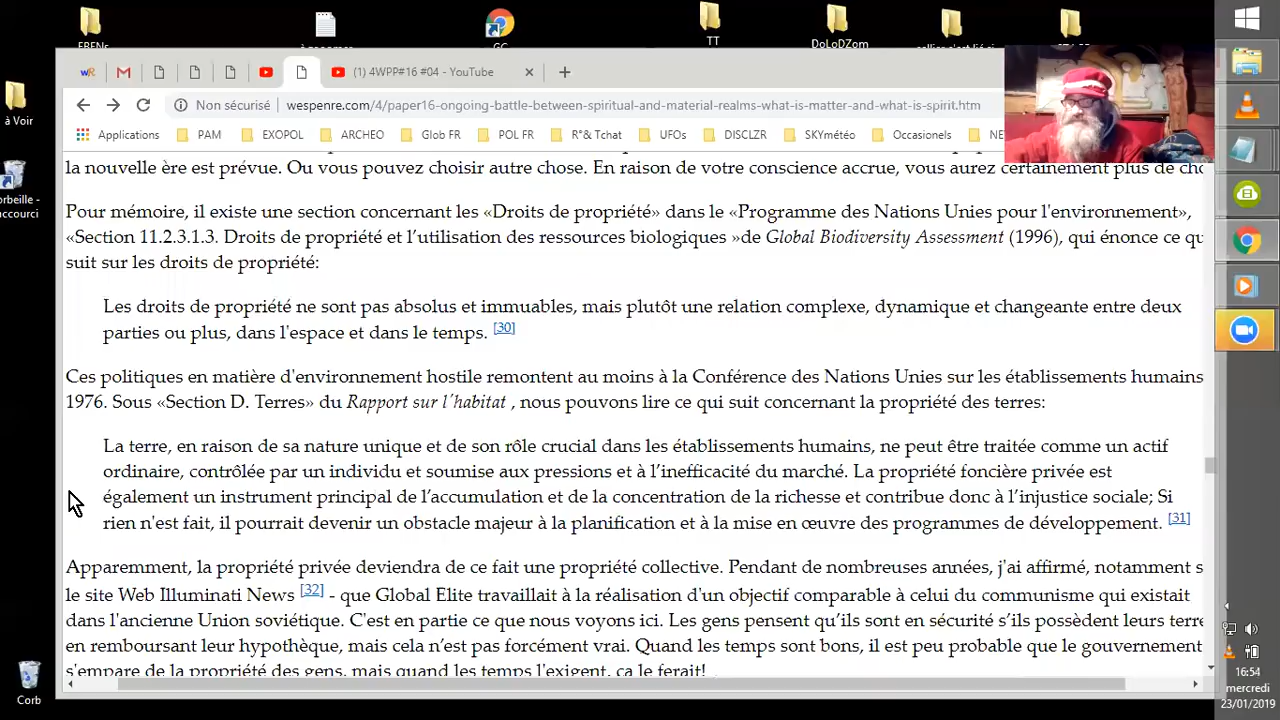 FRENs
TT
DoLoDZom
à Voir
orbeille -
accourci
Corb
wR
(1) 4WPP#16 #04 - YouTube
Non sécurisé
wespenre.com/4/paper16-ongoing-battle-between-spiritual-and-material-realms-what-is-matter-and-what-is-spirit.htm
Applications PAM EXOPOL ARCHEO Glob FR POL FR R°& Tchat UFOs DISCLZR SKYmétéo Occasionels
la nouvelle ère est prévue. Ou vous pouvez choisir autre chose. En raison de votre conscience accrue, vous aurez certainement plus de cho
Pour mémoire, il existe une section concernant les «Droits de propriété» dans le «Programme des Nations Unies pour l'environnement»,
«Section 11.2.3.1.3. Droits de propriété et l’utilisation des ressources biologiques »de Global Biodiversity Assessment (1996), qui énonce ce qu
suit sur les droits de propriété:
Les droits de propriété ne sont pas absolus et immuables, mais plutôt une relation complexe, dynamique et changeante entre deux
parties ou plus, dans l'espace et dans le temps. [30]
Ces politiques en matière d'environnement hostile remontent au moins à la Conférence des Nations Unies sur les établissements humains
1976. Sous «Section D. Terres» du Rapport sur l'habitat , nous pouvons lire ce qui suit concernant la propriété des terres:
La terre, en raison de sa nature unique et de son rôle crucial dans les établissements humains, ne peut être traitée comme un actif
ordinaire, contrôlée par un individu et soumise aux pressions et à l’inefficacité du marché. La propriété foncière privée est
également un instrument principal de l’accumulation et de la concentration de la richesse et contribue donc à l’injustice sociale; Si
rien n'est fait, il pourrait devenir un obstacle majeur à la planification et à la mise en œuvre des programmes de développement. [31]
Apparemment, la propriété privée deviendra de ce fait une propriété collective. Pendant de nombreuses années, j'ai affirmé, notamment s
le site Web Illuminati News [32] - que Global Elite travaillait à la réalisation d'un objectif comparable à celui du communisme qui existait
dans l'ancienne Union soviétique. C'est en partie ce que nous voyons ici. Les gens pensent qu’ils sont en sécurité s’ils possèdent leurs terre
en remboursant leur hypothèque, mais cela n'est pas forcément vrai. Quand les temps sont bons, il est peu probable que le gouvernement
s'empare de la propriété des gens, mais quand les temps l'exigent, ça le ferait!
16:54
mercredi
23/01/2019